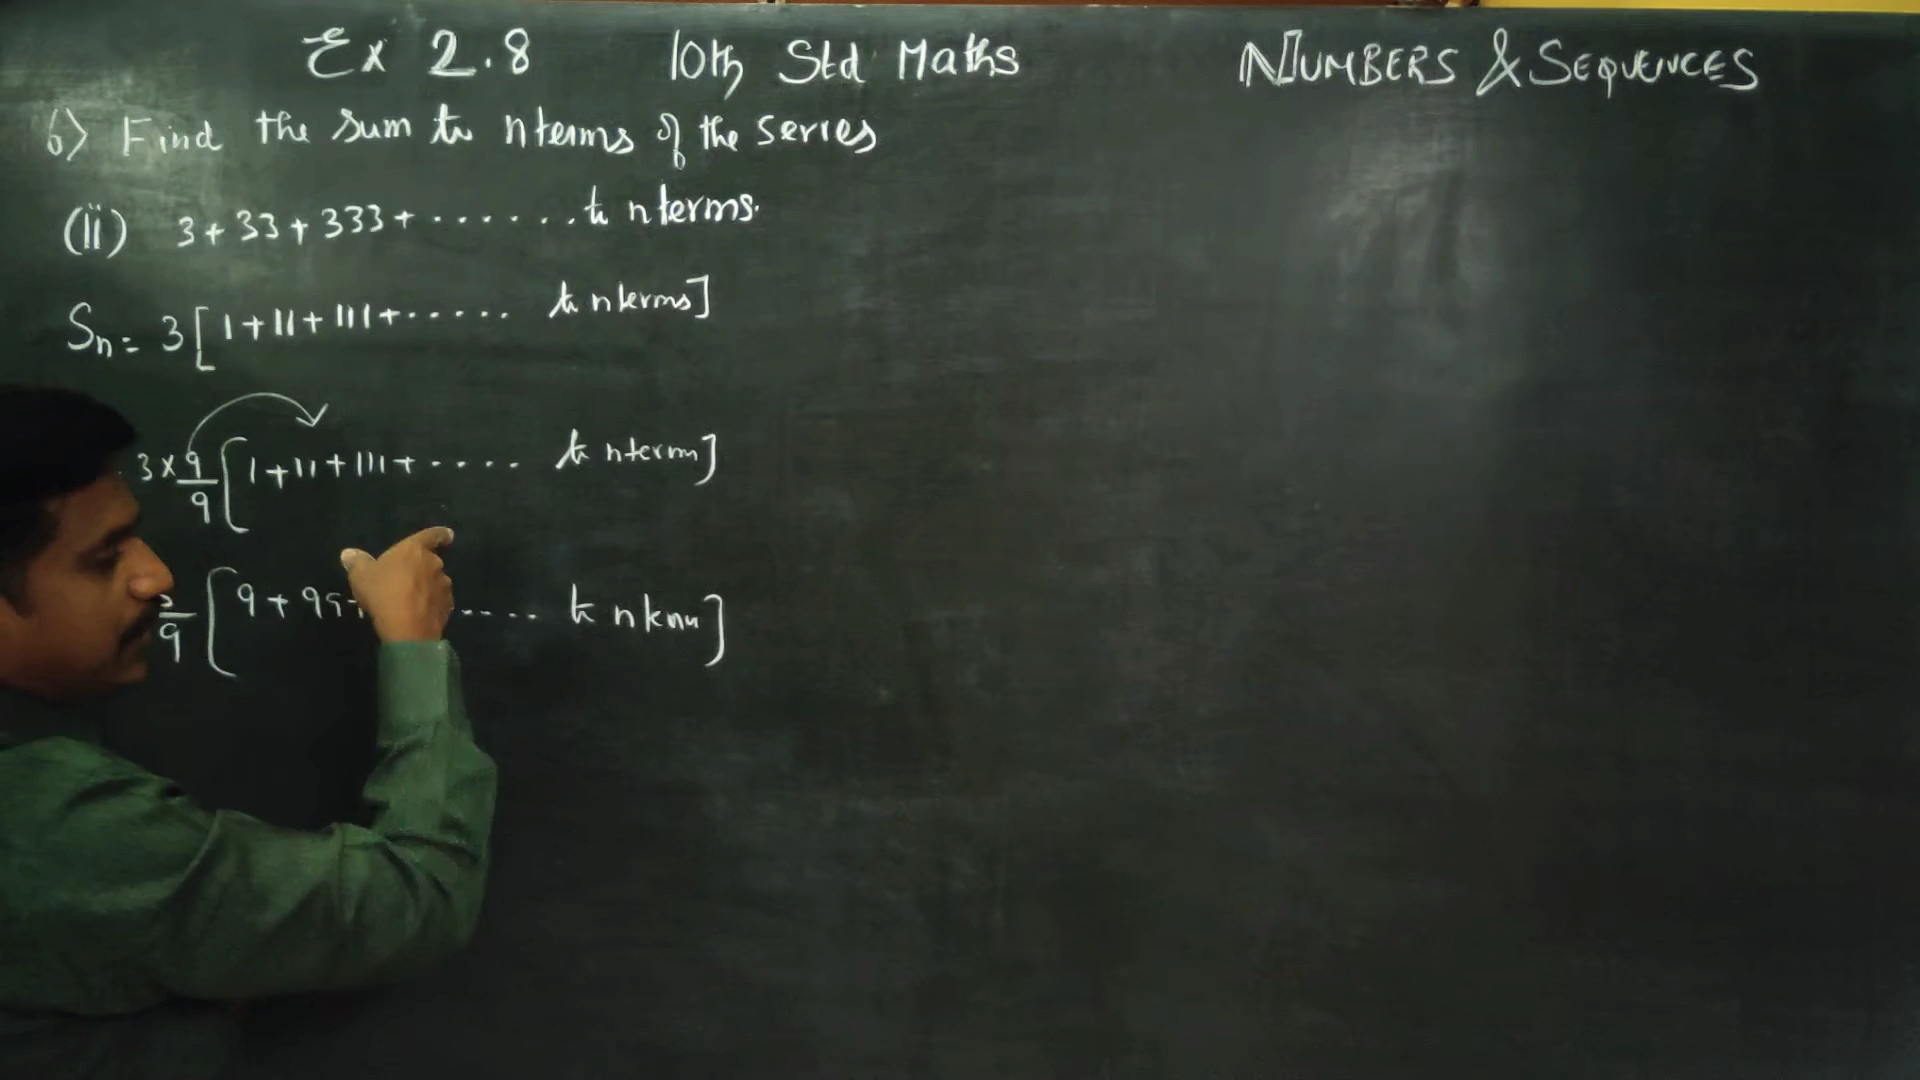 Ex 2.8 10th Std Maths NUMBERS & SEQUENCES
6) Find the sum to n terms of the series
(ii) 3 + 33 + 333 + ....... to n terms.
Sn = 3 [ 1 + 11 + 111 + ..... to n terms ]
3 × 9/9 [ 1 + 11 + 111 + .... to n terms ]
/9 [ 9 + 99 + .... to n terms ]